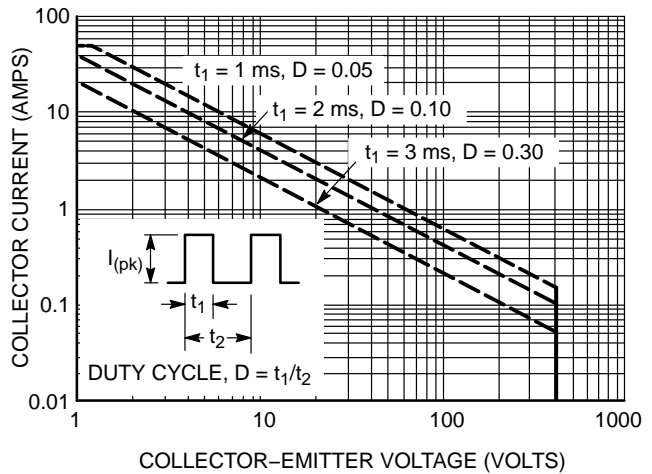 100
10
1
0.1
0.01
COLLECTOR CURRENT (AMPS)
t1 = 1 ms, D = 0.05
t1 = 2 ms, D = 0.10
t1 = 3 ms, D = 0.30
I(pk)
t1
t2
DUTY CYCLE, D = t1/t2
1
10
100
1000
COLLECTOR−EMITTER VOLTAGE (VOLTS)